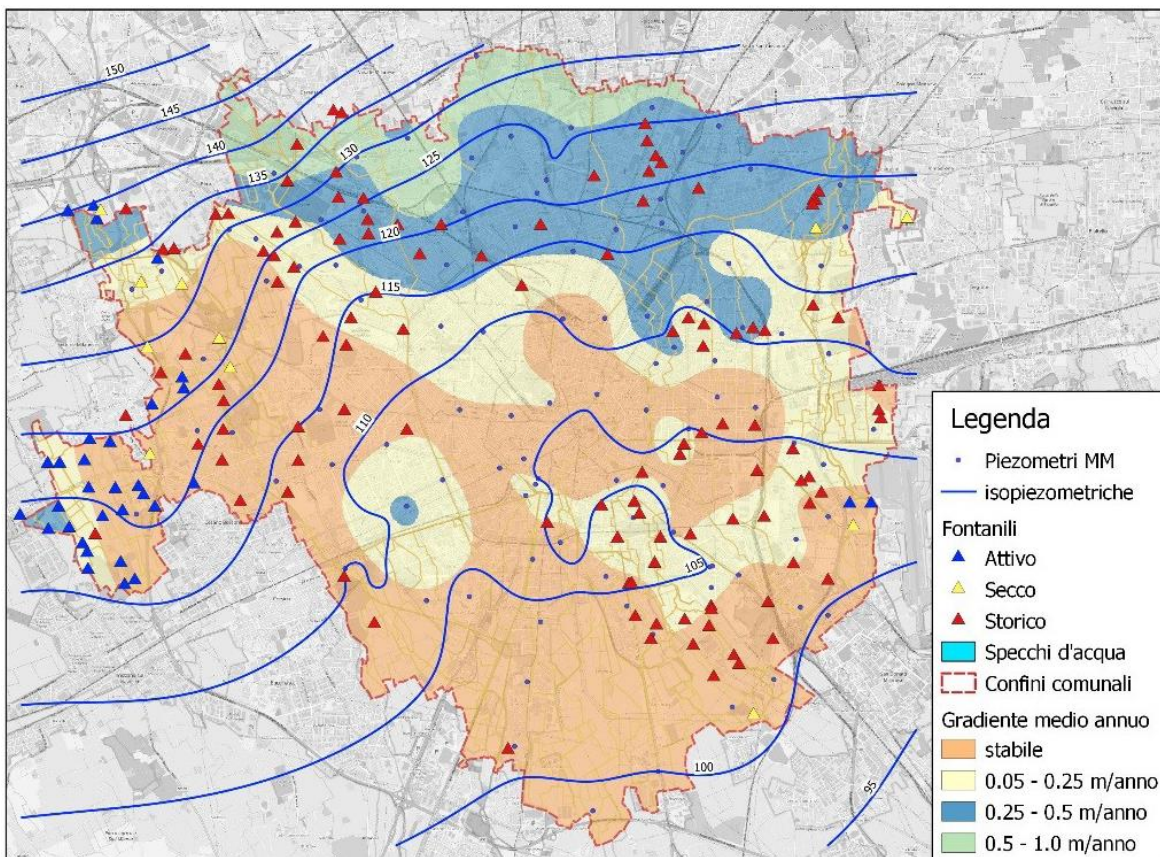 150
145
140
135
130
125
120
115
110
105
100
95
Legenda
Piezometri MM
isopiezometriche
Fontanili
Attivo
Secco
Storico
Specchi d'acqua
Confini comunali
Gradiente medio annuo
stabile
0.05 - 0.25 m/anno
0.25 - 0.5 m/anno
0.5 - 1.0 m/anno